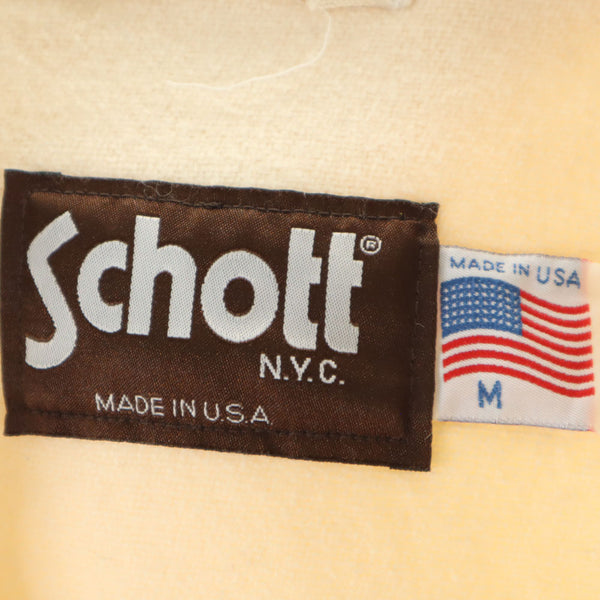 Schott®
N.Y.C.
MADE IN U.S.A.
MADE IN USA
M